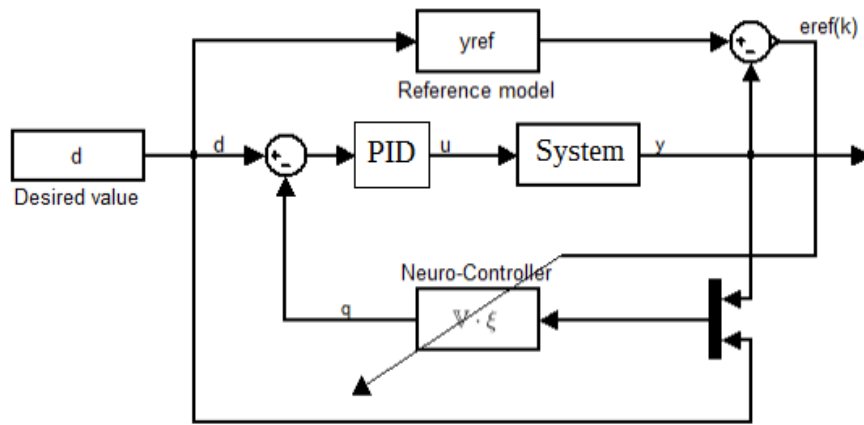 yref
eref(k)
Reference model
d
d
PID
u
System
y
Desired value
Neuro-Controller
q
V · ξ